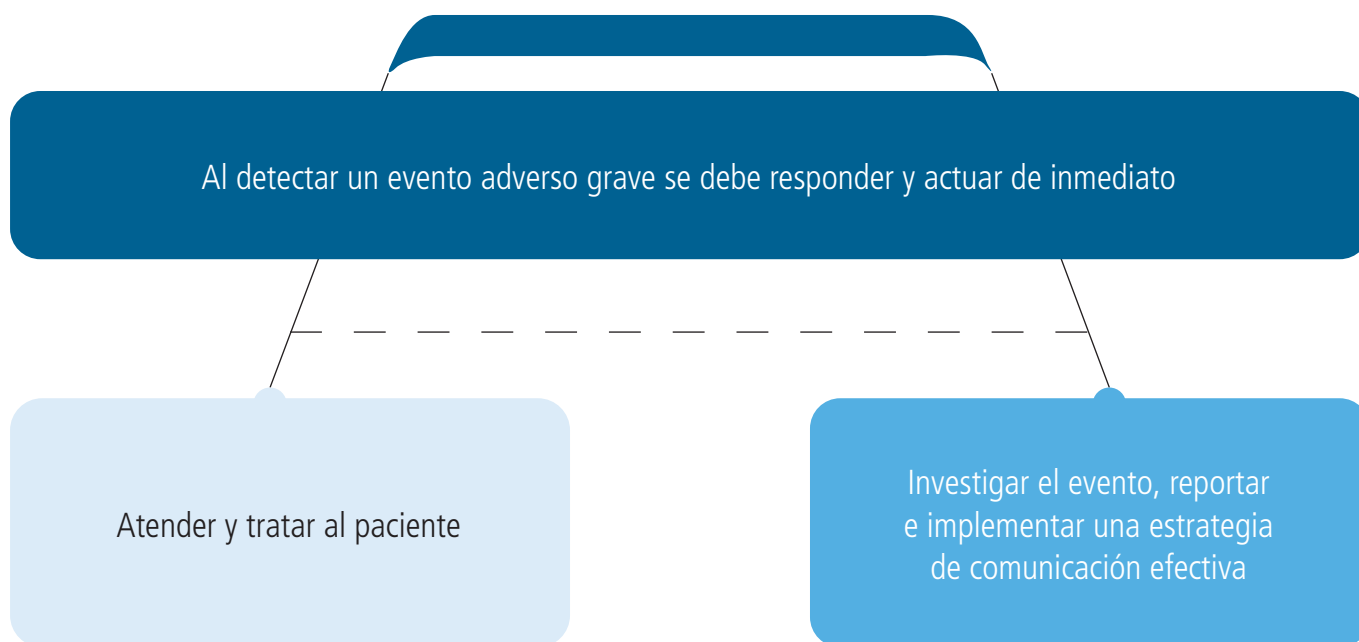 Al detectar un evento adverso grave se debe responder y actuar de inmediato
Atender y tratar al paciente
Investigar el evento, reportar
e implementar una estrategia
de comunicación efectiva